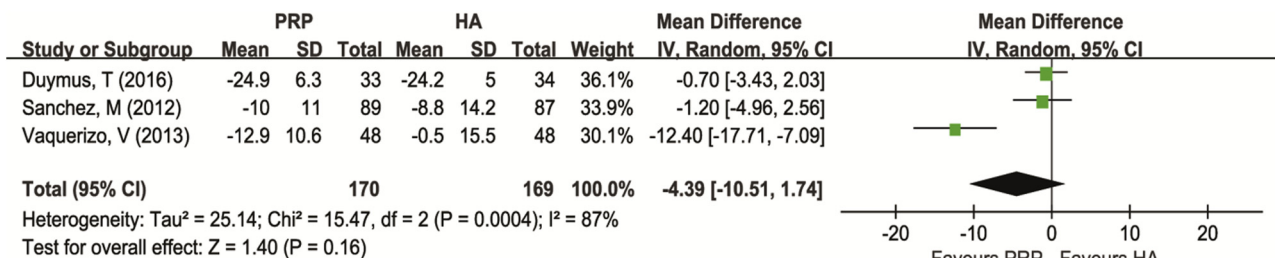 PRP HA Mean Difference Mean Difference
Study or Subgroup Mean SD Total Mean SD Total Weight IV, Random, 95% CI IV, Random, 95% CI
Duymus, T (2016) -24.9 6.3 33 -24.2 5 34 36.1% -0.70 [-3.43, 2.03]
Sanchez, M (2012) -10 11 89 -8.8 14.2 87 33.9% -1.20 [-4.96, 2.56]
Vaquerizo, V (2013) -12.9 10.6 48 -0.5 15.5 48 30.1% -12.40 [-17.71, -7.09]
Total (95% CI) 170 169 100.0% -4.39 [-10.51, 1.74]
Heterogeneity: Tau² = 25.14; Chi² = 15.47, df = 2 (P = 0.0004); I² = 87%
Test for overall effect: Z = 1.40 (P = 0.16)
-20 -10 0 10 20
Favours PRP Favours HA